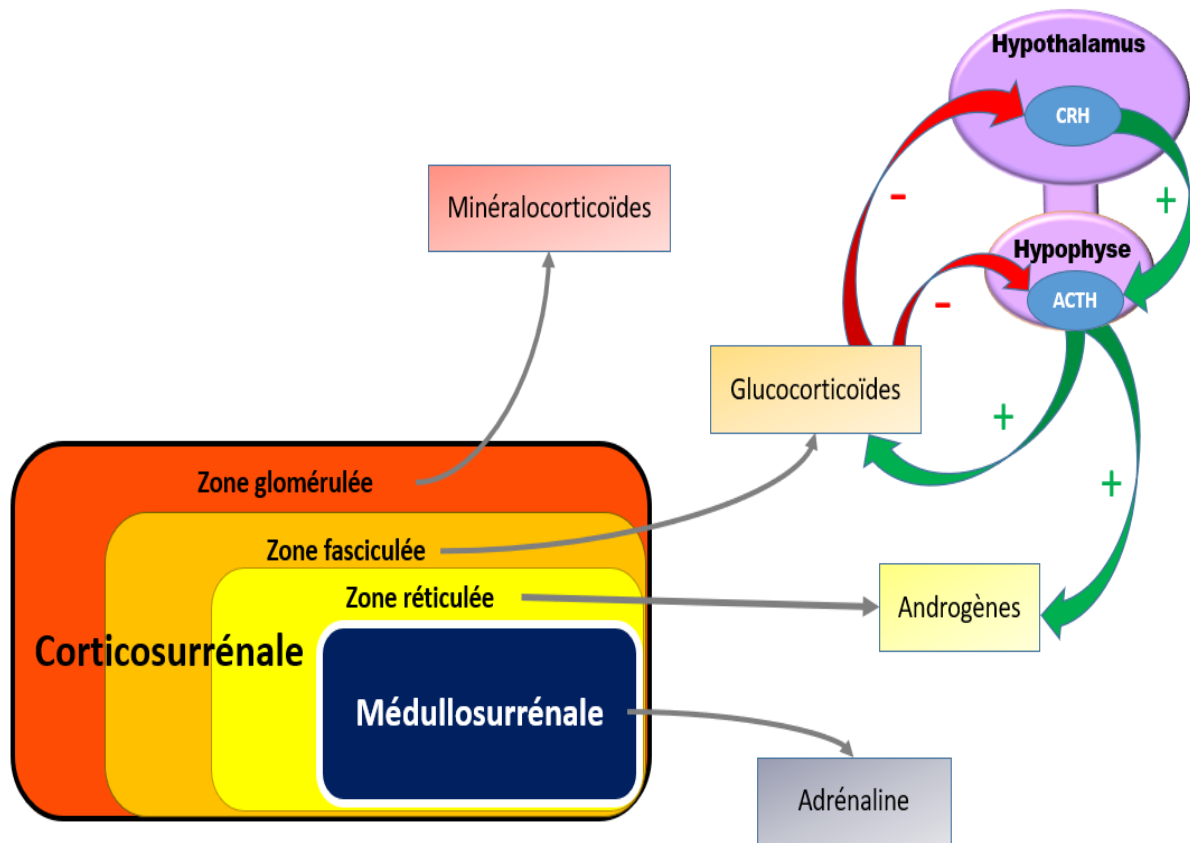 Hypothalamus
CRH
-
+
Minéralocorticoïdes
Hypophyse
ACTH
-
Glucocorticoïdes
+
+
Zone glomérulée
Zone fasciculée
Zone réticulée
Androgènes
Corticosurrénale
Médullosurrénale
Adrénaline